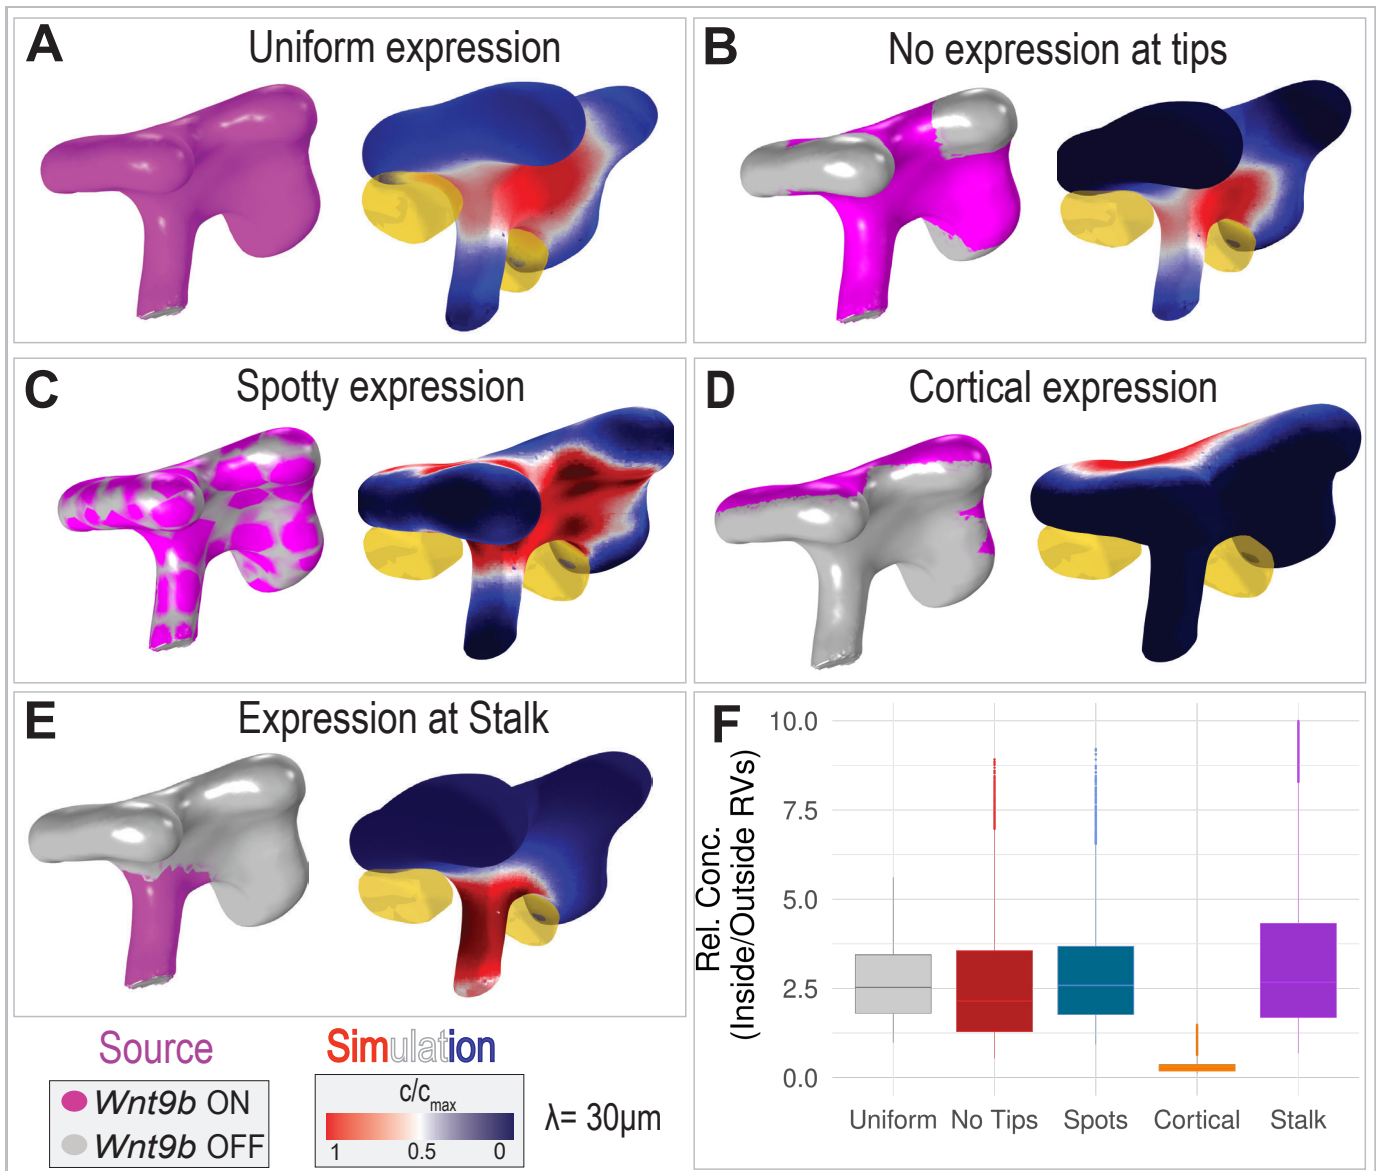 A Uniform expression
B No expression at tips
C Spotty expression
D Cortical expression
E Expression at Stalk
Source
Wnt9b ON
Wnt9b OFF
Simulation
c/cmax
1 0.5 0
λ= 30µm
F
Rel. Conc.
(Inside/Outside RVs)
10.0
7.5
5.0
2.5
0.0
Uniform No Tips Spots Cortical Stalk